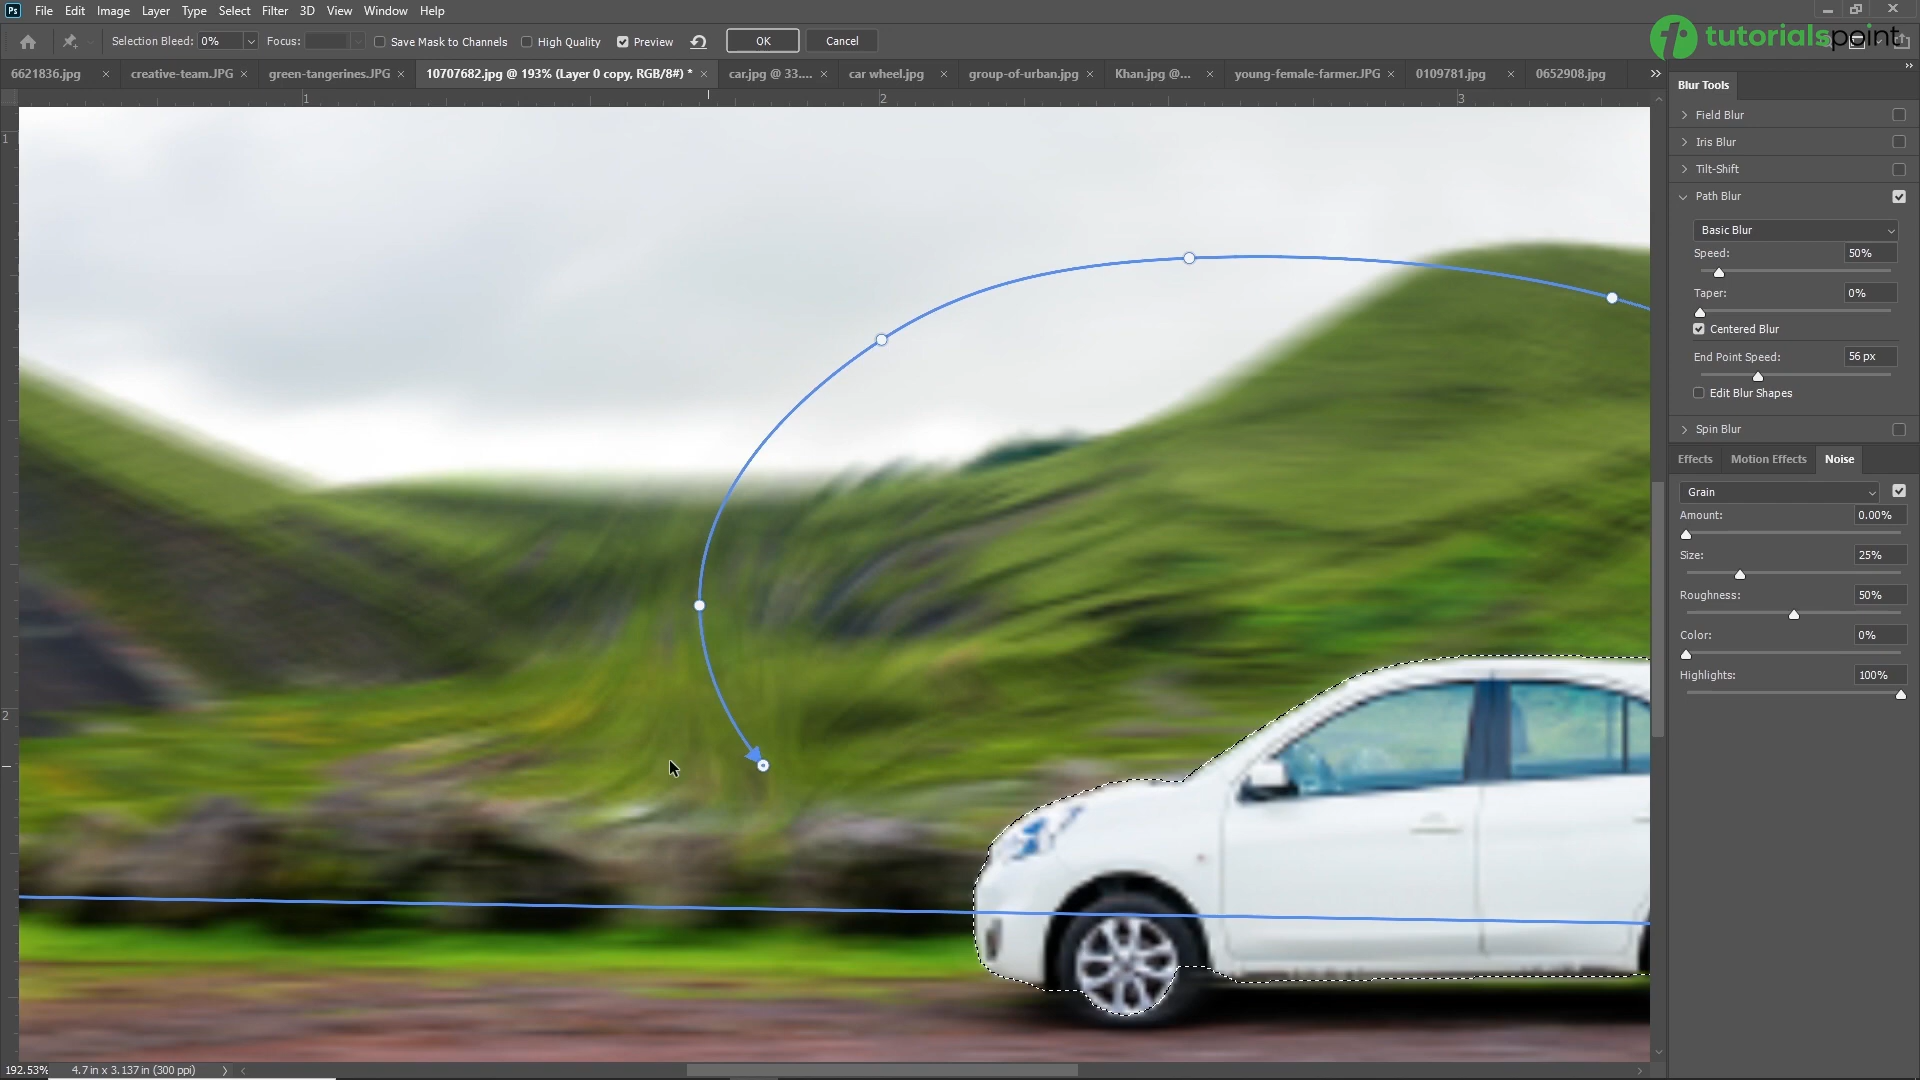 Ps File Edit Image Layer Type Select Filter 3D View Window Help
tutorialspoint
Selection Bleed: 0% Focus: Save Mask to Channels High Quality Preview OK Cancel
6621836.jpg × creative-team.JPG × green-tangerines.JPG × 10707682.jpg @ 193% (Layer 0 copy, RGB/8#) * × car.jpg @ 33.... × car wheel.jpg × group-of-urban.jpg × Khan.jpg @... × young-female-farmer.JPG × 0109781.jpg × 0652908.jpg
1 2 3
1
2
Blur Tools
Field Blur
Iris Blur
Tilt-Shift
Path Blur
Basic Blur
Speed: 50%
Taper: 0%
Centered Blur
End Point Speed: 56 px
Edit Blur Shapes
Spin Blur
Effects Motion Effects Noise
Grain
Amount: 0.00%
Size: 25%
Roughness: 50%
Color: 0%
Highlights: 100%
192.53% 4.7 in x 3.137 in (300 ppi)